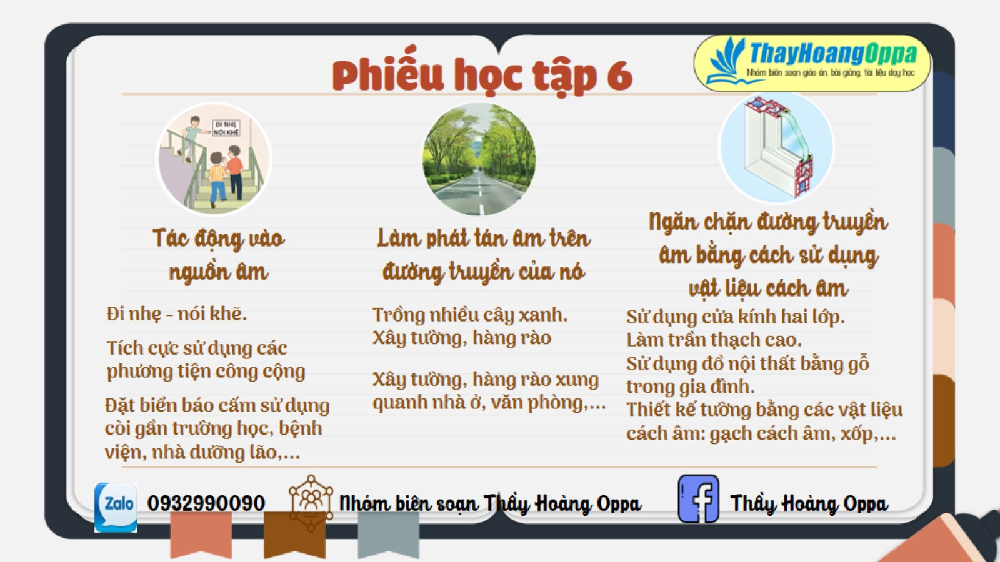 Phiếu học tập 6
ThayHoangOppa
Nhóm biên soạn giáo án, bài giảng, tài liệu dạy học
ĐI NHẸ
NÓI KHẼ
Tác động vào
nguồn âm
Đi nhẹ - nói khẽ.
Tích cực sử dụng các
phương tiện công cộng
Đặt biển báo cấm sử dụng
còi gần trường học, bệnh
viện, nhà dưỡng lão,...
Làm phát tán âm trên
đường truyền của nó
Trồng nhiều cây xanh.
Xây tường, hàng rào
Xây tường, hàng rào xung
quanh nhà ở, văn phòng,...
Ngăn chặn đường truyền
âm bằng cách sử dụng
vật liệu cách âm
Sử dụng cửa kính hai lớp.
Làm trần thạch cao.
Sử dụng đồ nội thất bằng gỗ
trong gia đình.
Thiết kế tường bằng các vật liệu
cách âm: gạch cách âm, xốp,...
Zalo
0932990090
Nhóm biên soạn Thầy Hoàng Oppa
f
Thầy Hoàng Oppa